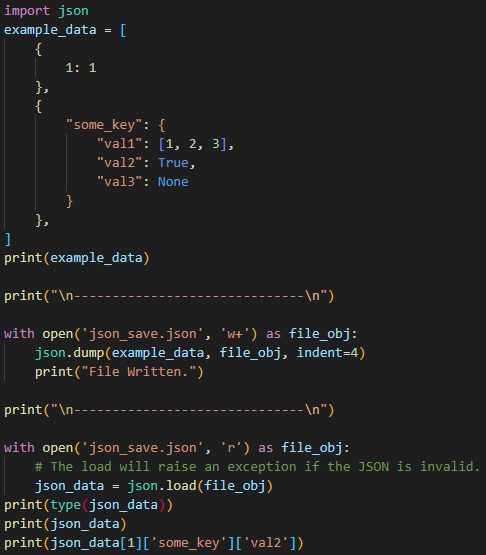 import json
example_data = [
    {
        1: 1
    },
    {
        "some_key": {
            "val1": [1, 2, 3],
            "val2": True,
            "val3": None
        }
    },
]
print(example_data)

print("\n------------------------------\n")

with open('json_save.json', 'w+') as file_obj:
    json.dump(example_data, file_obj, indent=4)
    print("File Written.")

print("\n------------------------------\n")

with open('json_save.json', 'r') as file_obj:
    # The load will raise an exception if the JSON is invalid.
    json_data = json.load(file_obj)
print(type(json_data))
print(json_data)
print(json_data[1]['some_key']['val2'])